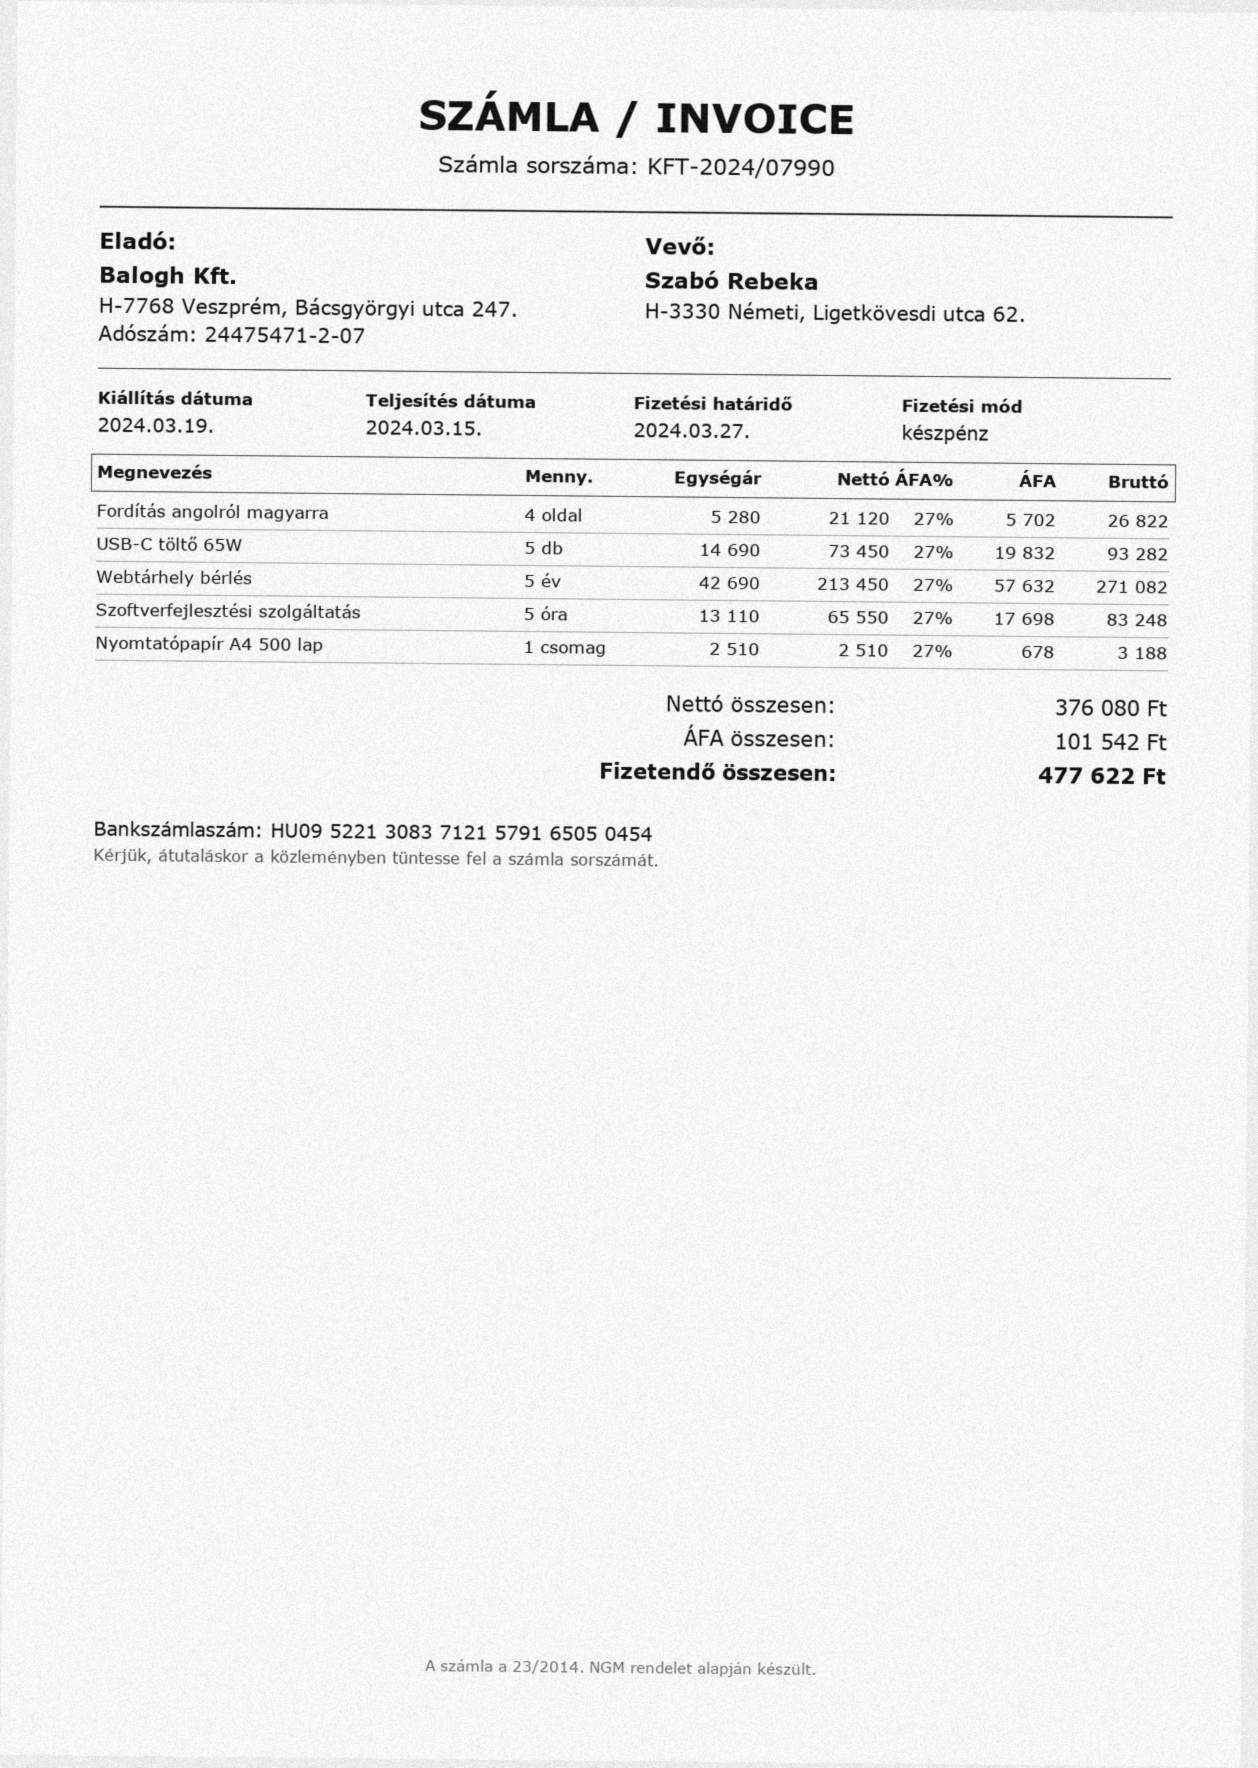 SZÁMLA / INVOICE
Számla sorszáma: KFT-2024/07990
Eladó:
Balogh Kft.
H-7768 Veszprém, Bácsgyörgyi utca 247.
Adószám: 24475471-2-07
Vevő:
Szabó Rebeka
H-3330 Németi, Ligetkövesdi utca 62.
Kiállítás dátuma Teljesítés dátuma Fizetési határidő Fizetési mód
2024.03.19. 2024.03.15. 2024.03.27. készpénz
Megnevezés Menny. Egységár Nettó ÁFA% ÁFA Bruttó
Fordítás angolról magyarra 4 oldal 5 280 21 120 27% 5 702 26 822
USB-C töltő 65W 5 db 14 690 73 450 27% 19 832 93 282
Webtárhely bérlés 5 év 42 690 213 450 27% 57 632 271 082
Szoftverfejlesztési szolgáltatás 5 óra 13 110 65 550 27% 17 698 83 248
Nyomtatópapír A4 500 lap 1 csomag 2 510 2 510 27% 678 3 188
Nettó összesen: 376 080 Ft
ÁFA összesen: 101 542 Ft
Fizetendő összesen: 477 622 Ft
Bankszámlaszám: HU09 5221 3083 7121 5791 6505 0454
Kérjük, átutaláskor a közleményben tüntesse fel a számla sorszámát.
A számla a 23/2014. NGM rendelet alapján készült.